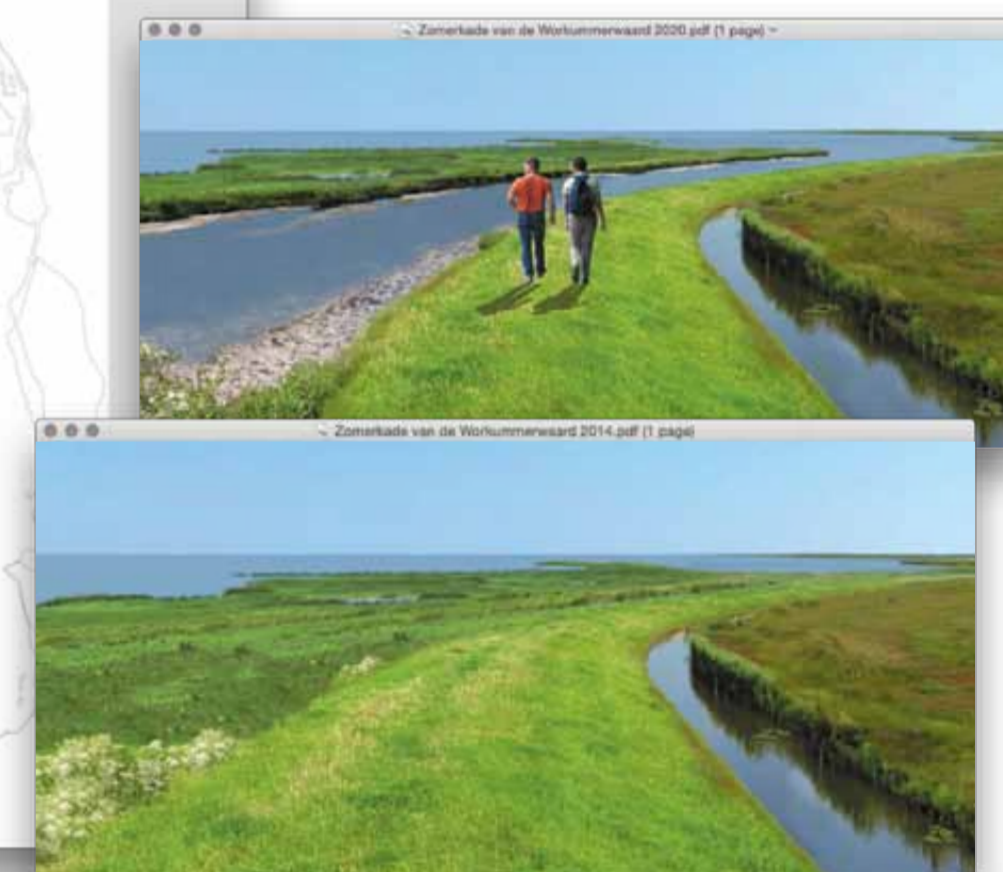 Zomerkade van de Workummerwaard 2020.pdf (1 page)
Zomerkade van de Workummerwaard 2014.pdf (1 page)